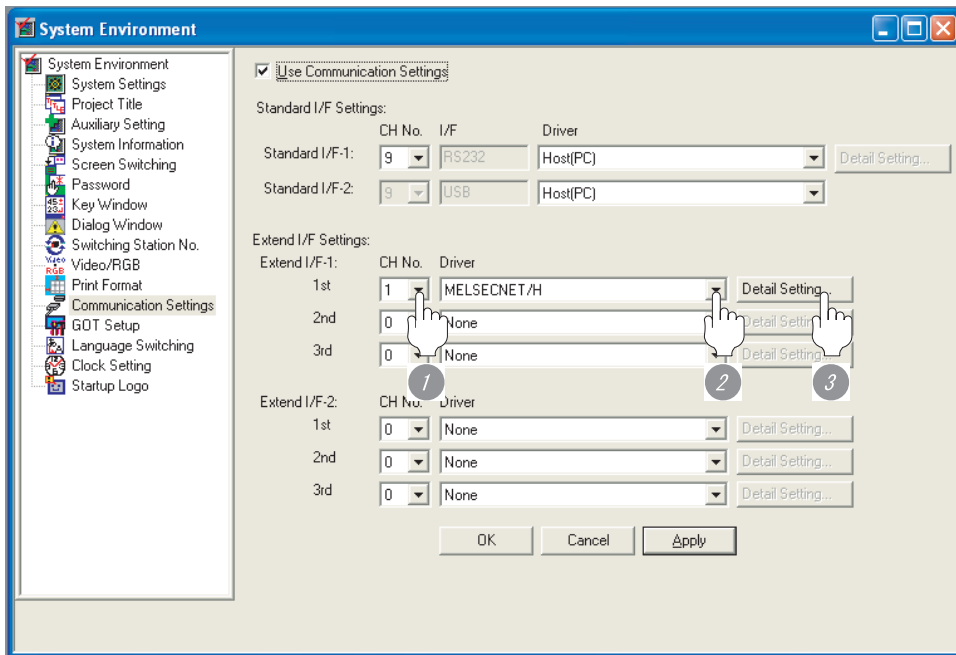 System Environment
System Environment
System Settings
Project Title
Auxiliary Setting
System Information
Screen Switching
Password
Key Window
Dialog Window
Switching Station No.
Video/RGB
Print Format
Communication Settings
GOT Setup
Language Switching
Clock Setting
Startup Logo
Use Communication Settings
Standard I/F Settings:
CH No. I/F Driver
Standard I/F-1: 9 RS232 Host(PC) Detail Setting...
Standard I/F-2: 9 USB Host(PC)
Extend I/F Settings:
Extend I/F-1: CH No. Driver
1st 1 MELSECNET/H Detail Setting...
2nd 0 None Detail Setting...
3rd 0 None Detail Setting...
1 2 3
Extend I/F-2: CH No. Driver
1st 0 None Detail Setting...
2nd 0 None Detail Setting...
3rd 0 None Detail Setting...
OK Cancel Apply